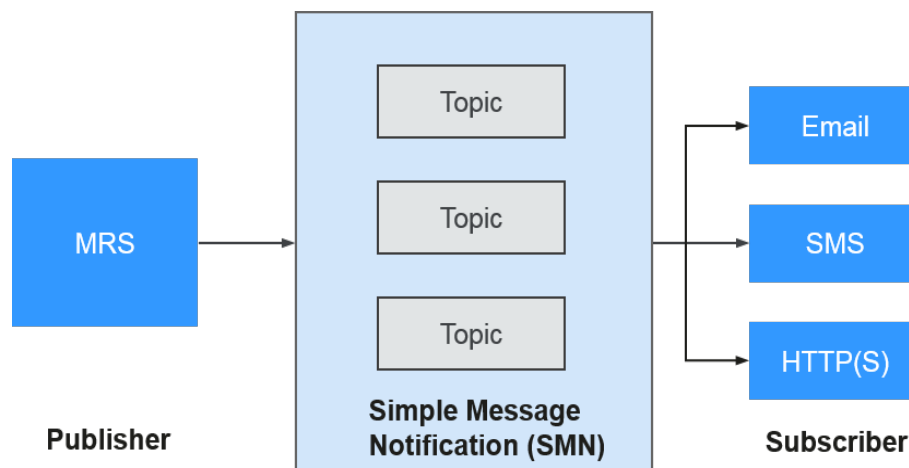 MRS
Publisher
Topic
Topic
Topic
Simple Message
Notification (SMN)
Email
SMS
HTTP(S)
Subscriber